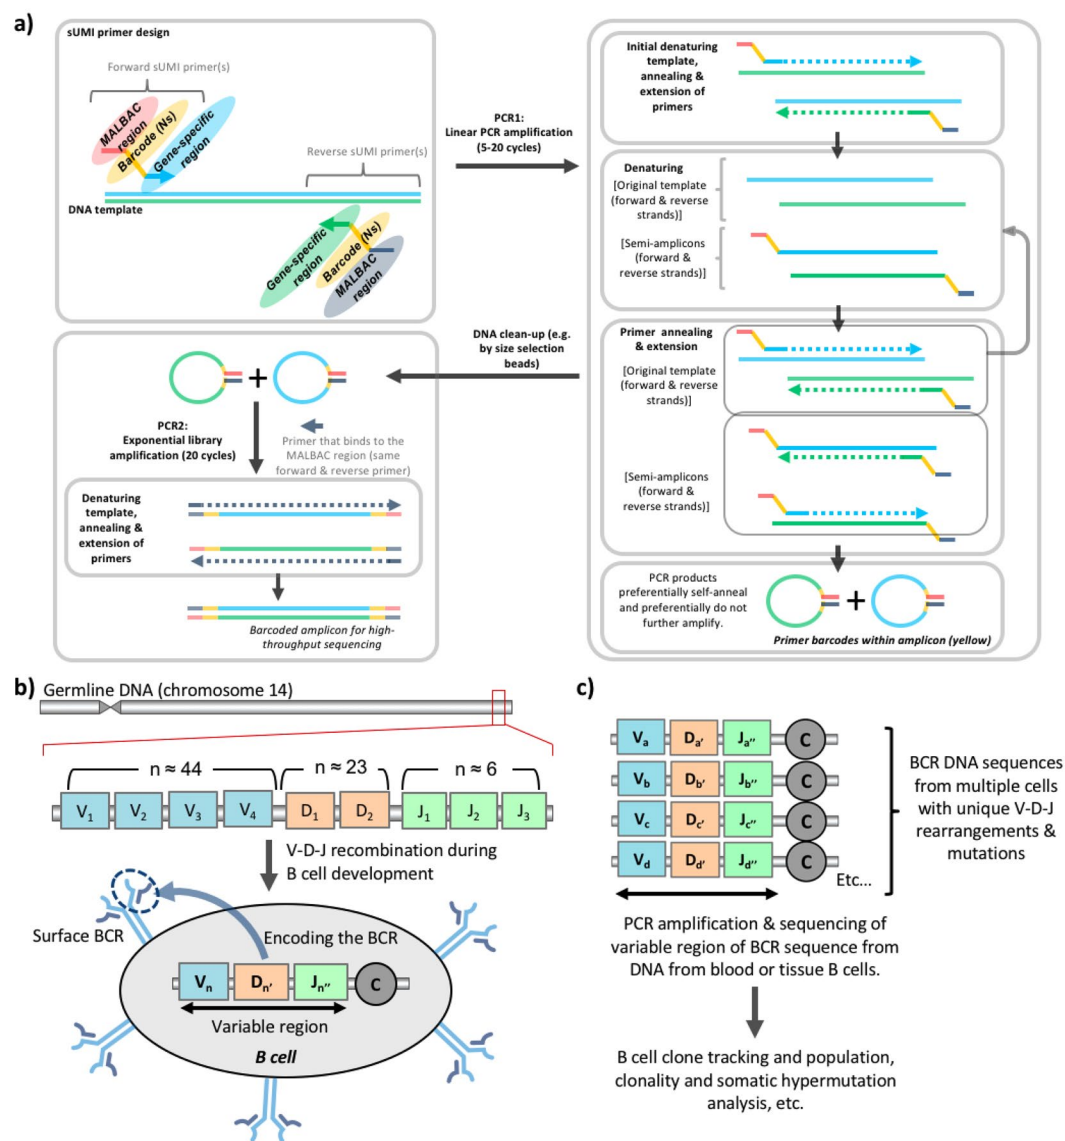 a)
sUMI primer design
Forward sUMI primer(s)
MALBAC
region
Barcode (Ns)
Gene-specific
region
Reverse sUMI primer(s)
DNA template
Gene-specific
region
Barcode (Ns)
MALBAC
region
PCR1:
Linear PCR amplification
(5-20 cycles)
Initial denaturing
template,
annealing &
extension of
primers
Denaturing
[Original template
(forward & reverse
strands)]
[Semi-amplicons
(forward &
reverse strands)]
Primer annealing
& extension
[Original template
(forward & reverse
strands)]
[Semi-amplicons
(forward &
reverse strands)]
PCR products
preferentially self-anneal
and preferentially do not
further amplify.
+
Primer barcodes within amplicon (yellow)
DNA clean-up (e.g.
by size selection
beads)
+
PCR2:
Exponential library
amplification (20 cycles)
Primer that binds to the
MALBAC region (same
forward & reverse primer)
Denaturing
template,
annealing &
extension of
primers
Barcoded amplicon for high-
throughput sequencing
b)
Germline DNA (chromosome 14)
n ≈ 44 n ≈ 23 n ≈ 6
V1 V2 V3 V4 D1 D2 J1 J2 J3
V-D-J recombination during
B cell development
Surface BCR
Encoding the BCR
Vn Dn' Jn" C
Variable region
B cell
c)
Va Da' Ja" C
Vb Db' Jb" C
Vc Dc' Jc" C
Vd Dd' Jd" C
Etc...
BCR DNA sequences
from multiple cells
with unique V-D-J
rearrangements &
mutations
PCR amplification & sequencing of
variable region of BCR sequence from
DNA from blood or tissue B cells.
B cell clone tracking and population,
clonality and somatic hypermutation
analysis, etc.